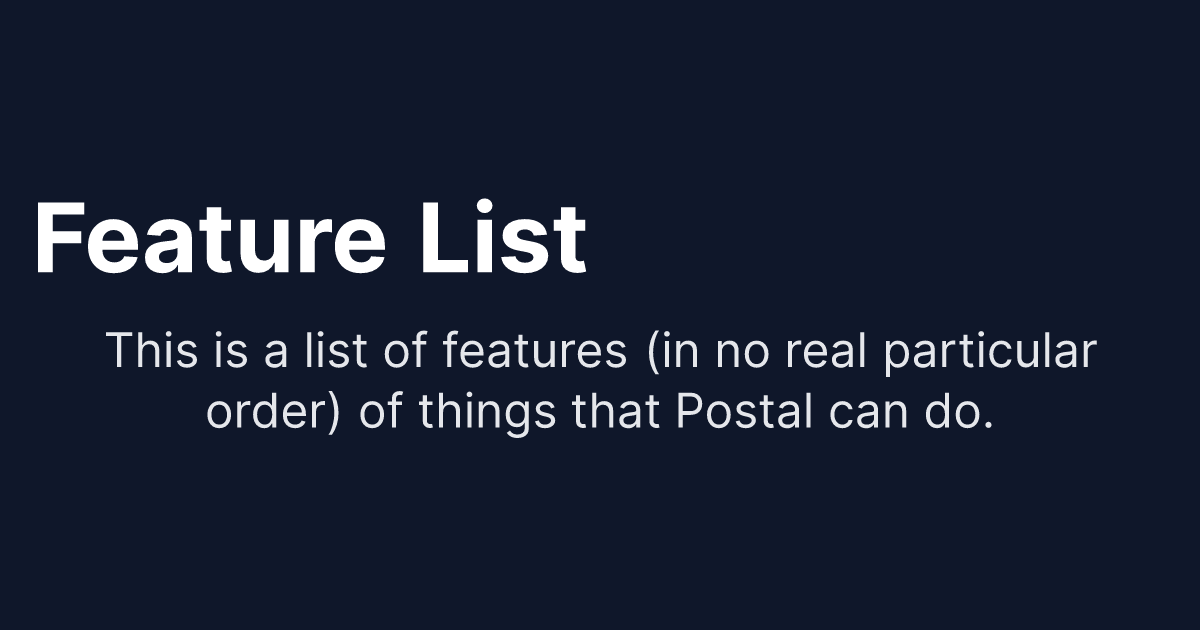 Feature List
This is a list of features (in no real particular
order) of things that Postal can do.